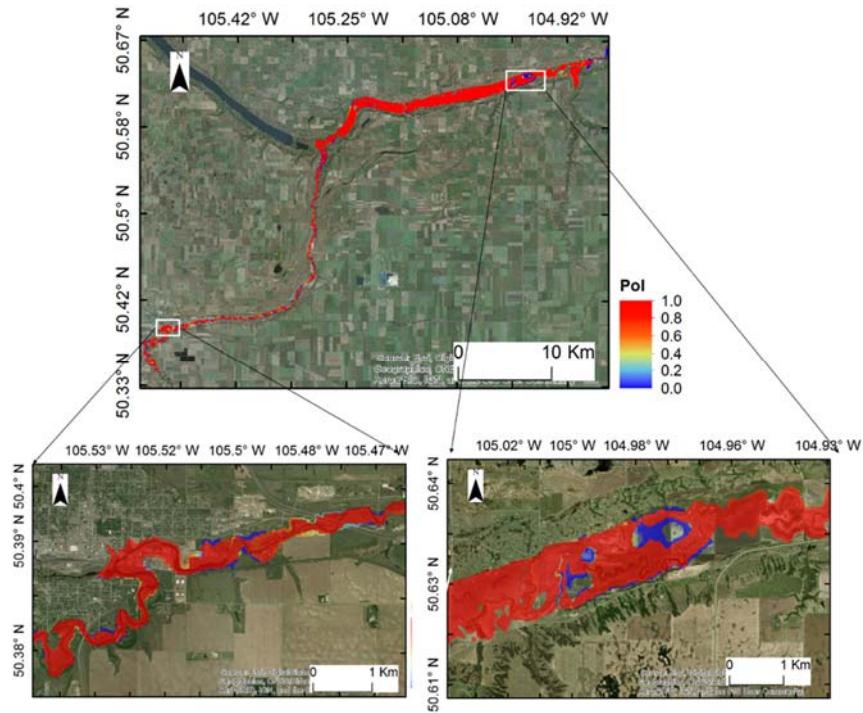 105.42° W 105.25° W 105.08° W 104.92° W
50.67° N
50.58° N
50.5° N
50.42° N
50.33° N
N
PoI
1.0
0.8
0.6
0.4
0.2
0.0
0 10 Km
105.53° W 105.52° W 105.5° W 105.48° W 105.47° W
50.4° N
50.39° N
50.38° N
N
0 1 Km
105.02° W 105° W 104.98° W 104.96° W 104.93° W
50.64° N
50.63° N
50.61° N
N
0 1 Km